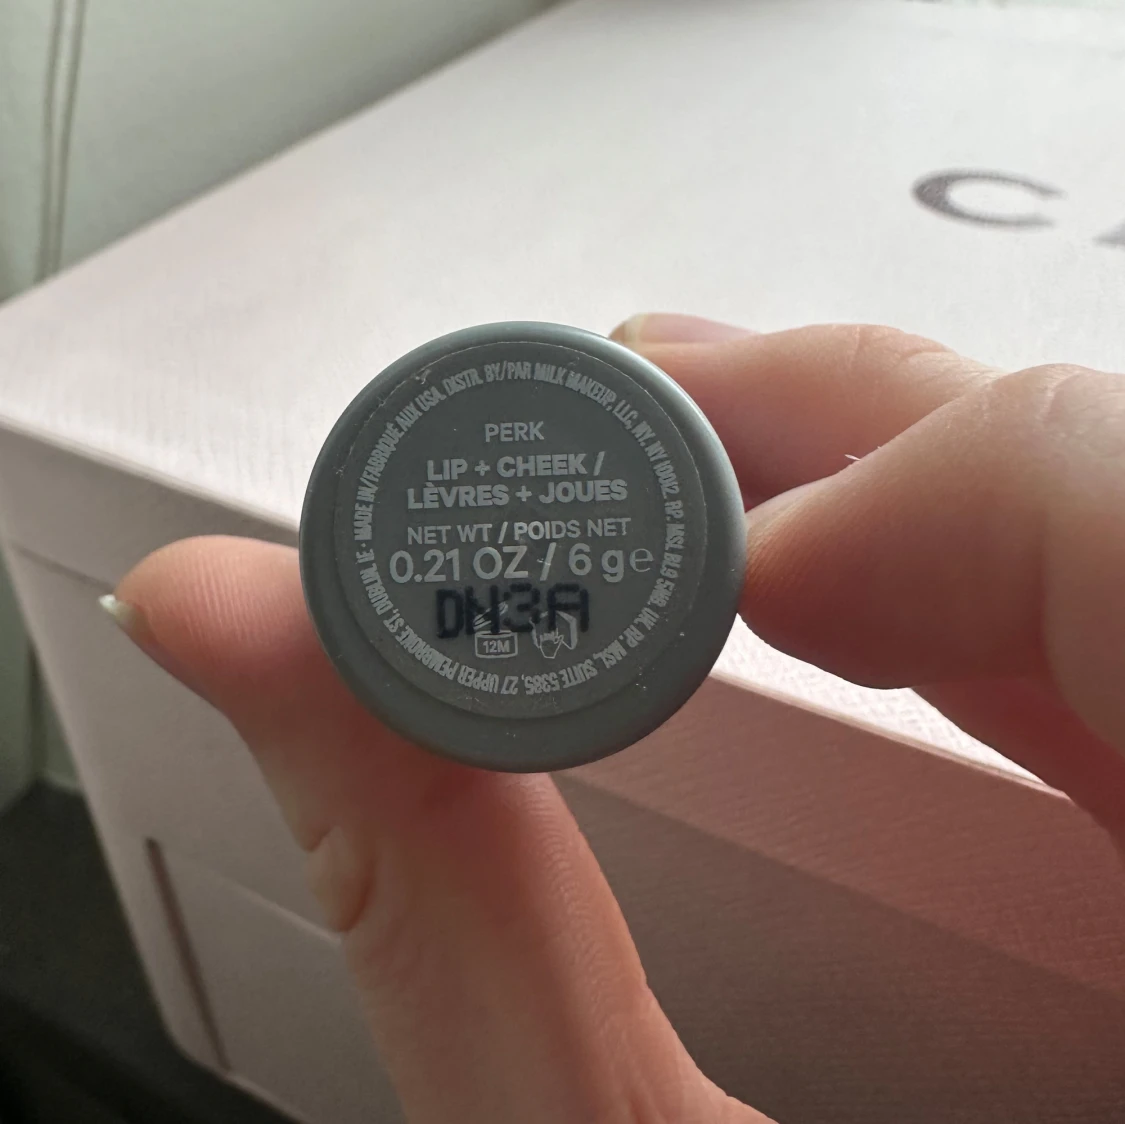 C
PERK
LIP + CHEEK /
LÈVRES + JOUES
NET WT / POIDS NET
0.21 OZ / 6 g e
DN3A
12M
MADE IN/FABRIQUÉ AUX USA. DISTR. BY/PAR MILK MAKEUP, LLC, NY, NY 10012. RP: MSL BL9 5NB, UK. RP: MSL, SUITE 5385, 27 UPPER PEMBROKE ST, DUBLIN, IE •